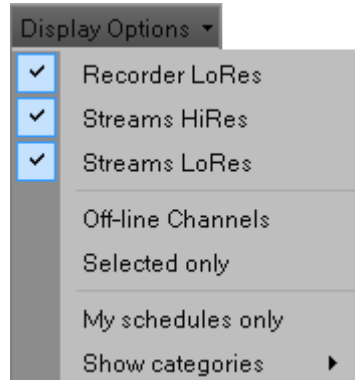 Display Options
Recorder LoRes
Streams HiRes
Streams LoRes
Off-line Channels
Selected only
My schedules only
Show categories